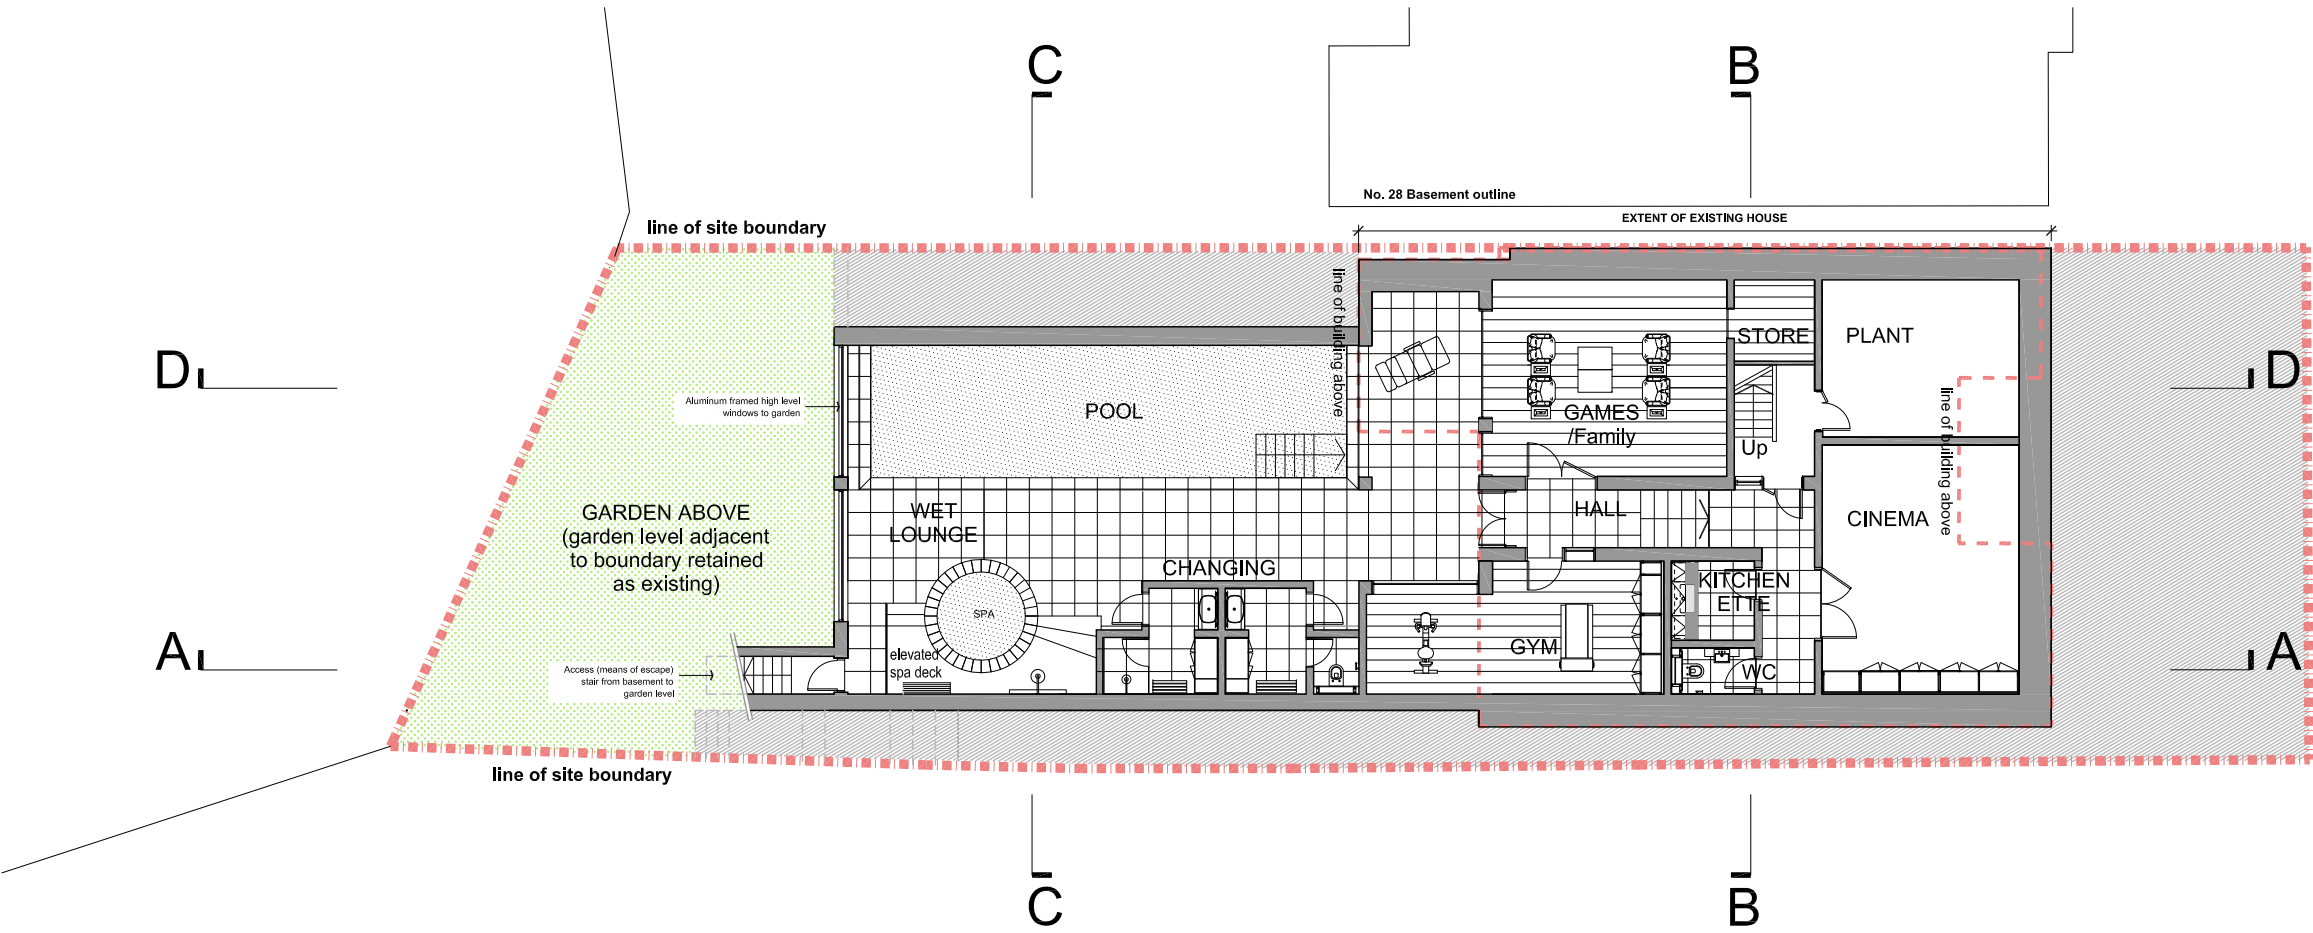 C
B
No. 28 Basement outline
EXTENT OF EXISTING HOUSE
line of site boundary
line of building above
D
D
STORE
PLANT
POOL
Aluminum framed high level
windows to garden
GAMES
/Family
Up
line of building above
GARDEN ABOVE
(garden level adjacent
to boundary retained
as existing)
WET
LOUNGE
HALL
CINEMA
CHANGING
KITCHEN
ETTE
SPA
GYM
elevated
spa deck
WC
A
A
Access (means of escape)
stair from basement to
garden level
line of site boundary
C
B